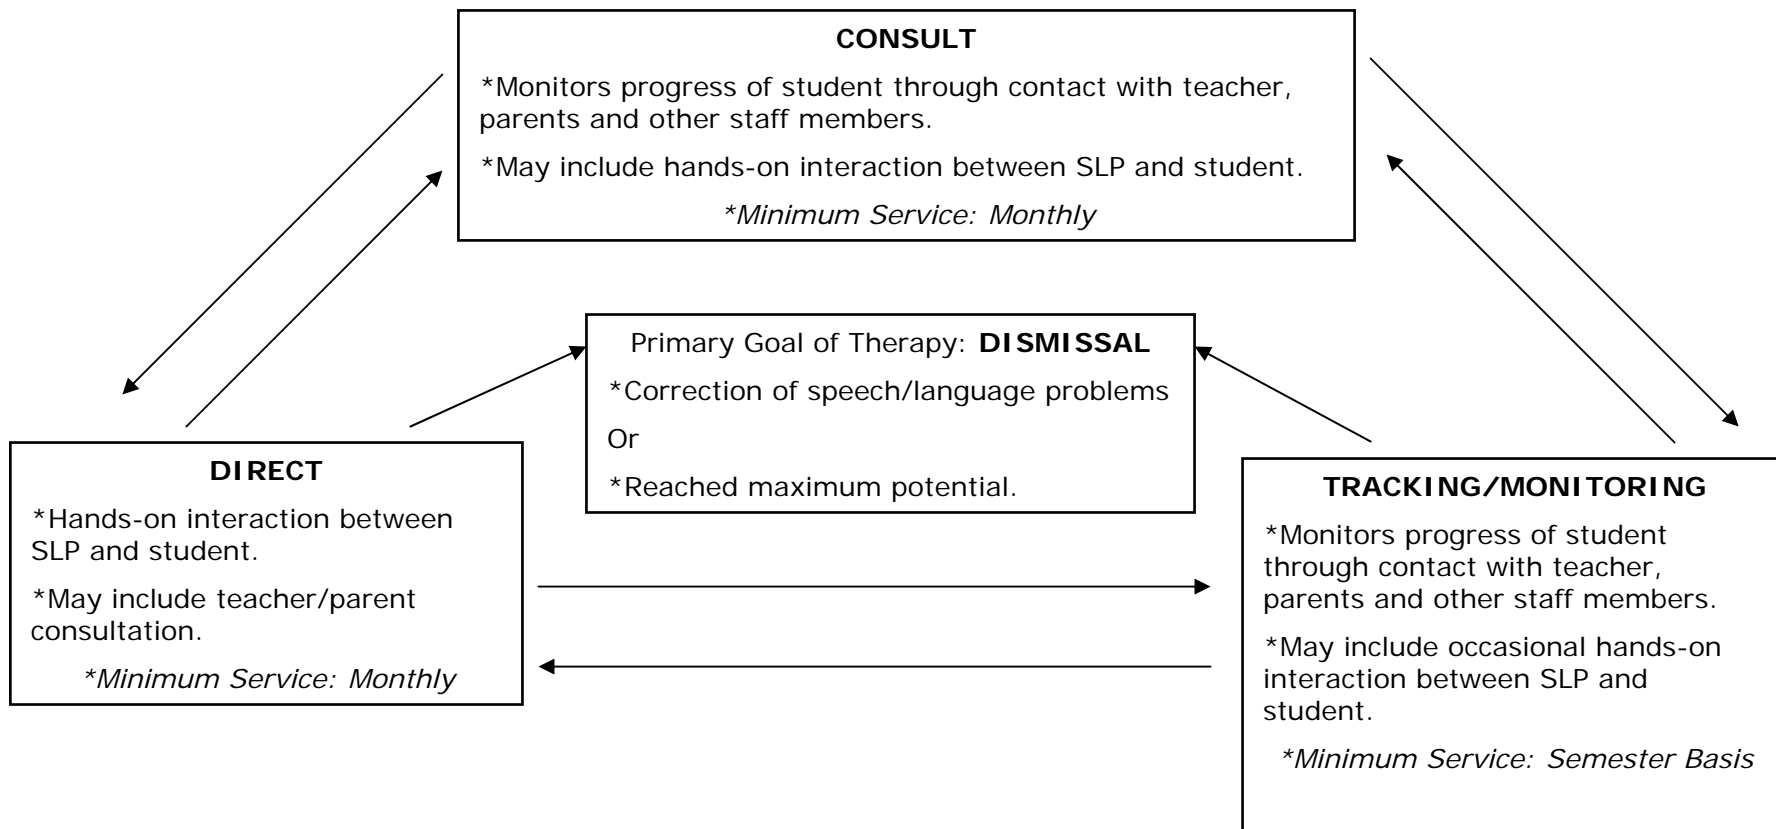 CONSULT
*Monitors progress of student through contact with teacher,
parents and other staff members.
*May include hands-on interaction between SLP and student.
*Minimum Service: Monthly
Primary Goal of Therapy: DISMISSAL
*Correction of speech/language problems
Or
*Reached maximum potential.
DIRECT
*Hands-on interaction between
SLP and student.
*May include teacher/parent
consultation.
*Minimum Service: Monthly
TRACKING/MONITORING
*Monitors progress of student
through contact with teacher,
parents and other staff members.
*May include occasional hands-on
interaction between SLP and
student.
*Minimum Service: Semester Basis